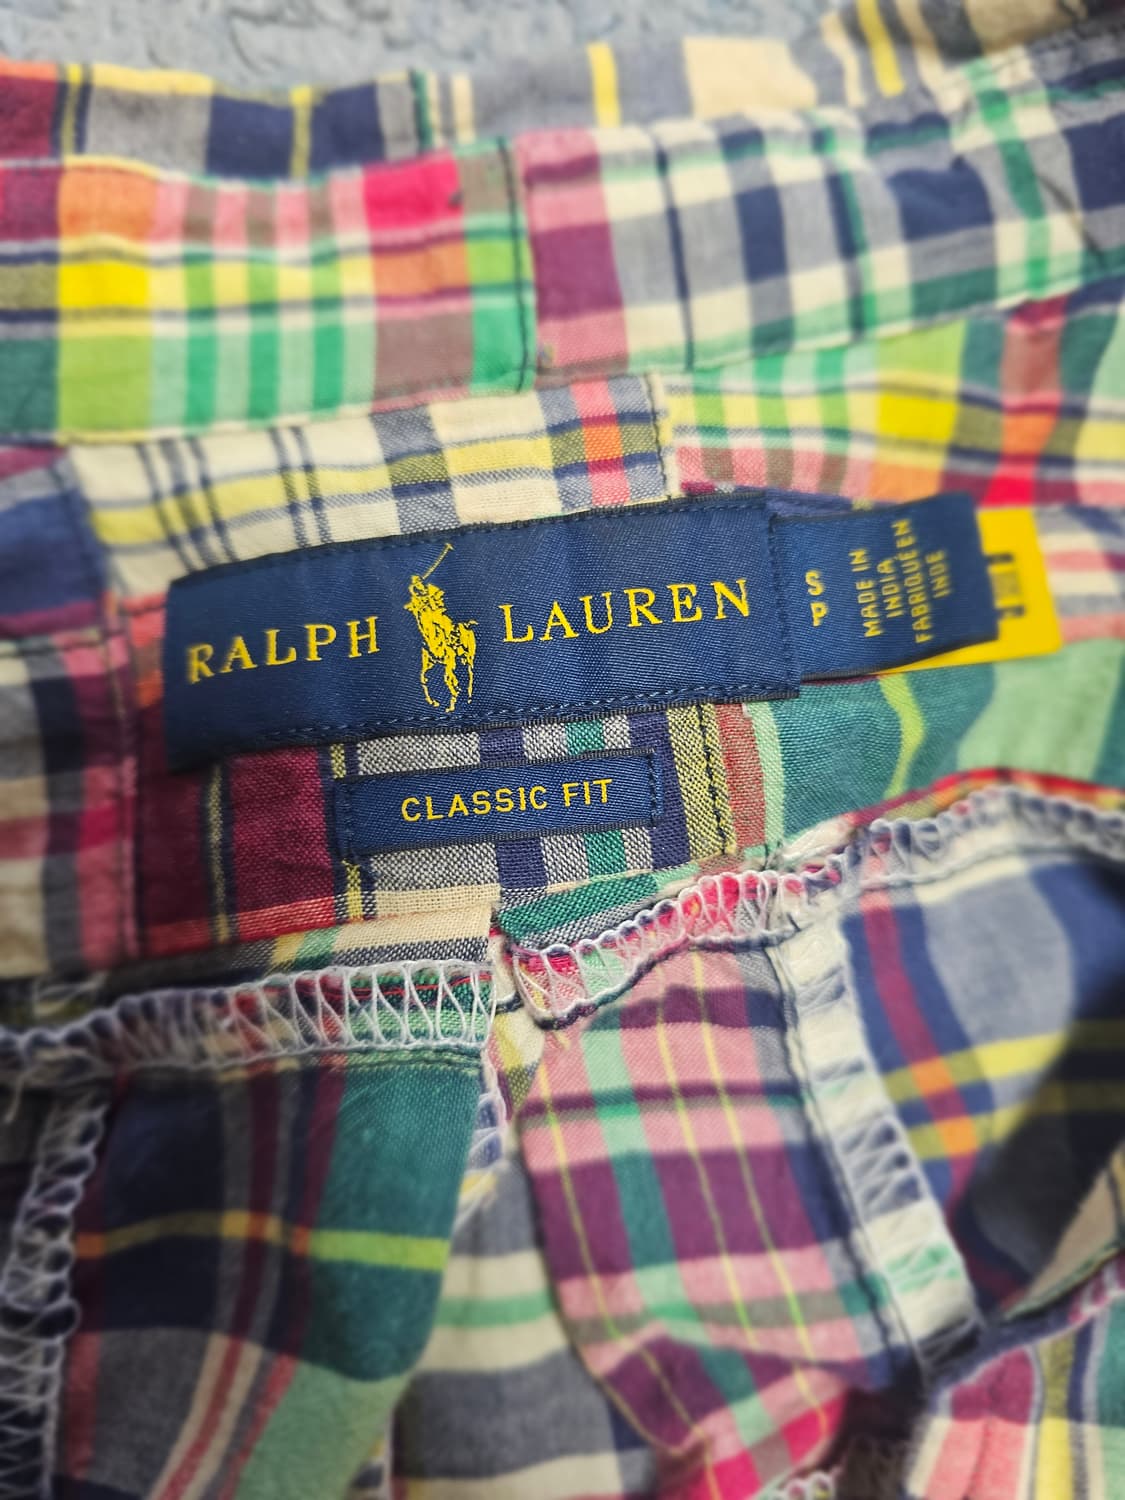 RALPH LAUREN
S
P
MADE IN
INDIA
FABRIQUÉ EN
INDE
CLASSIC FIT